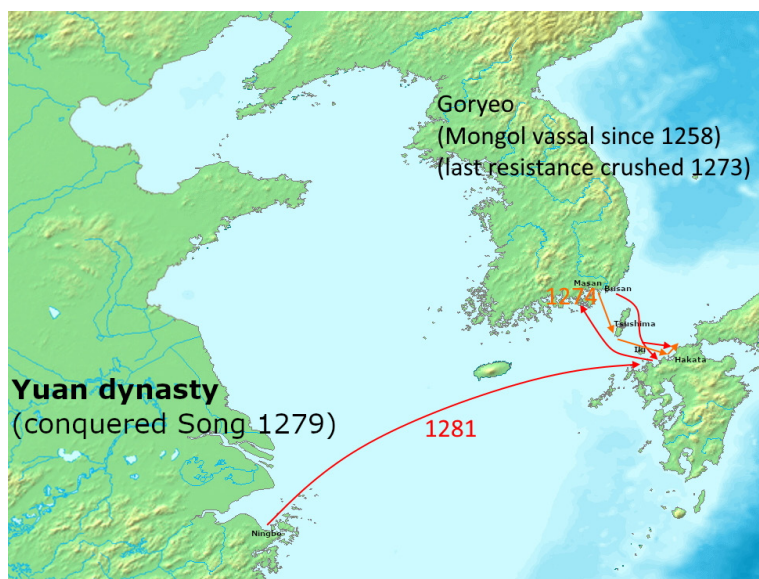 Goryeo
(Mongol vassal since 1258)
(last resistance crushed 1273)
Masan
Busan
1274
Tsushima
Iki
Hakata
Yuan dynasty
(conquered Song 1279)
1281
Ningbo